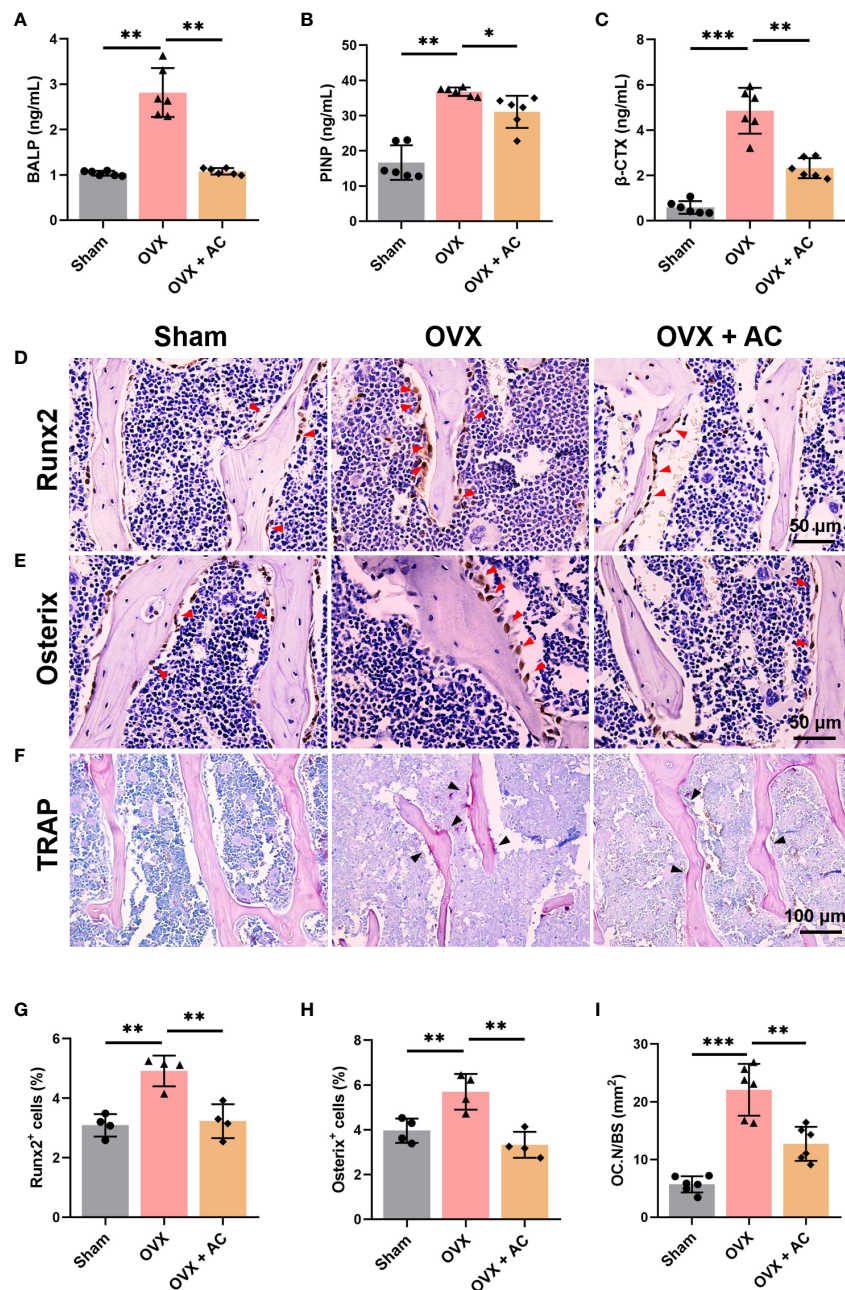 A
BALP (ng/mL)
4
3
2
1
0
**
**
Sham
OVX
OVX + AC
B
PINP (ng/mL)
50
40
30
20
10
0
**
*
Sham
OVX
OVX + AC
C
β-CTX (ng/mL)
8
6
4
2
0
***
**
Sham
OVX
OVX + AC
Sham
OVX
OVX + AC
D
Runx2
50 μm
E
Osterix
50 μm
F
TRAP
100 μm
G
Runx2+ cells (%)
6
4
2
0
**
**
Sham
OVX
OVX + AC
H
Osterix+ cells (%)
8
6
4
2
0
**
**
Sham
OVX
OVX + AC
I
OC.N/BS (mm²)
30
20
10
0
***
**
Sham
OVX
OVX + AC